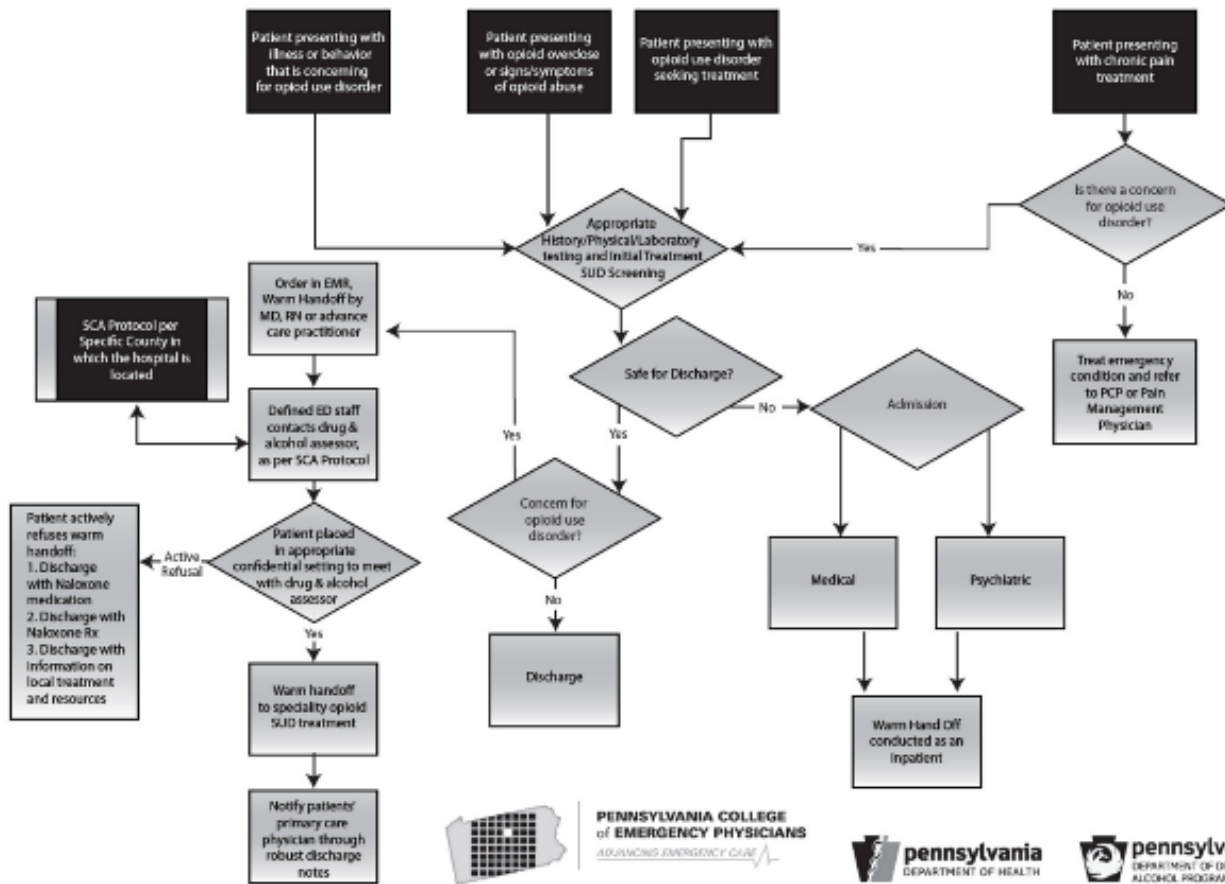 Patient presenting with
illness or behavior
that is concerning
for opiod use disorder
Patient presenting
with opioid overdose
or signs/symptoms
of opioid abuse
Patient presenting with
opioid use disorder
seeking treatment
Patient presenting
with chronic pain
treatment
Is there a concern
for opioid use
disorder?
Yes
No
Appropriate
History/Physical/Laboratory
testing and Initial Treatment
SUD Screening
Treat emergency
condition and refer
to PCP or Pain
Management
Physician
Order in EMR,
Warm Handoff by
MD, RN or advance
care practitioner
SCA Protocol per
Specific County in
which the hospital is
located
Safe for Discharge?
No
Admission
Yes
Yes
Defined ED staff
contacts drug &
alcohol assessor,
as per SCA Protocol
Concern for
opioid use
disorder?
No
Discharge
Medical
Psychiatric
Warm Hand Off
conducted as an
Inpatient
Patient placed
in appropriate
confidential setting to meet
with drug & alcohol
assessor
Active
Refusal
Patient actively
refuses warm
handoff:
1. Discharge
with Naloxone
medication
2. Discharge with
Naloxone Rx
3. Discharge with
Information on
local treatment
and resources
Yes
Warm handoff
to speciality opioid
SUD treatment
Notify patients'
primary care
physician through
robust discharge
notes
PENNSYLVANIA COLLEGE
of EMERGENCY PHYSICIANS
ADVANCING EMERGENCY CARE
pennsylvania
DEPARTMENT OF HEALTH
pennsylv
DEPARTMENT OF D
ALCOHOL PROGRA